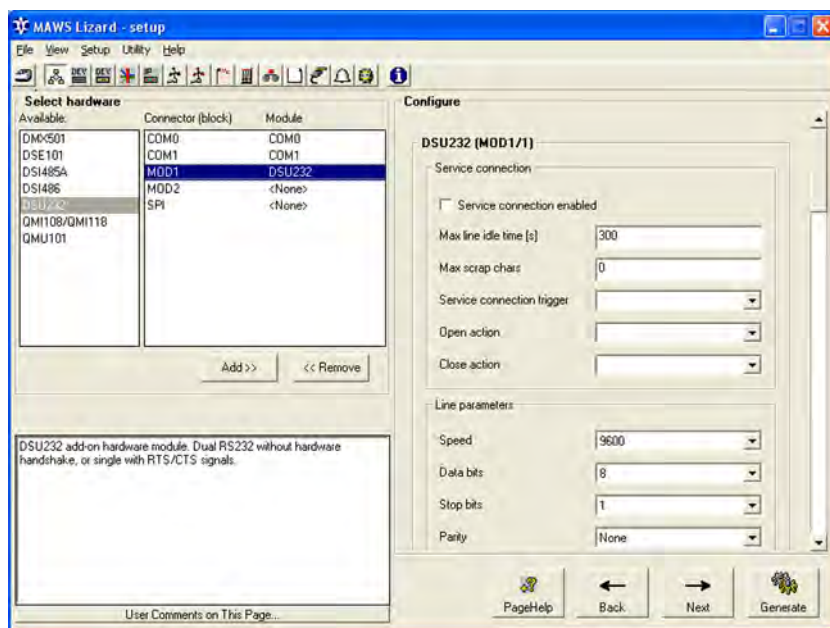 MAWS Lizard - setup
File View Setup Utility Help
Select hardware
Available:
Connector (block) Module
DMX501
DSE101
DSI485A
DSI486
DSU232
QMI108/QMI118
QMU101
COM0 COM0
COM1 COM1
MOD1 DSU232
MOD2 <None>
SPI <None>
Add >>
<< Remove
DSU232 add-on hardware module. Dual RS232 without hardware
handshake, or single with RTS/CTS signals.
User Comments on This Page...
Configure
DSU232 (MOD1/1)
Service connection
Service connection enabled
Max line idle time [s] 300
Max scrap chars 0
Service connection trigger
Open action
Close action
Line parameters
Speed 9600
Data bits 8
Stop bits 1
Parity None
PageHelp
Back
Next
Generate